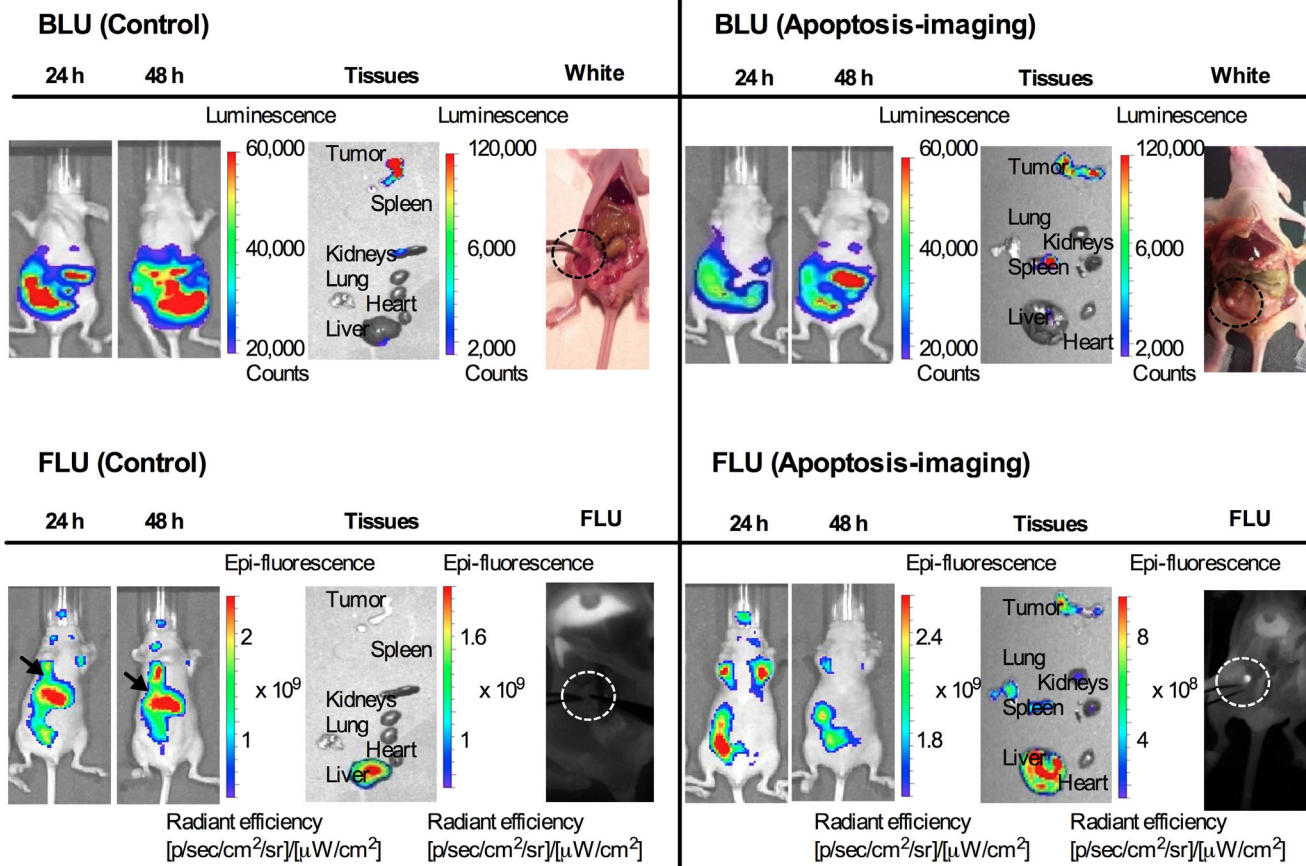 BLU (Control)
24 h 48 h Tissues White
Luminescence Luminescence
60,000
40,000
20,000
Counts
Tumor
Spleen
Kidneys
Lung
Heart
Liver
120,000
6,000
2,000
Counts
BLU (Apoptosis-imaging)
24 h 48 h Tissues White
Luminescence Luminescence
60,000
40,000
20,000
Counts
Tumor
Lung
Kidneys
Spleen
Liver
Heart
120,000
6,000
2,000
Counts
FLU (Control)
24 h 48 h Tissues FLU
Epi-fluorescence Epi-fluorescence
2
x 10⁹
1
Tumor
Spleen
Kidneys
Lung
Heart
Liver
1.6
x 10⁹
1
Radiant efficiency Radiant efficiency
[p/sec/cm²/sr]/[μW/cm²] [p/sec/cm²/sr]/[μW/cm²]
FLU (Apoptosis-imaging)
24 h 48 h Tissues FLU
Epi-fluorescence Epi-fluorescence
2.4
x 10⁹
1.8
Tumor
Lung
Kidneys
Spleen
Liver
Heart
8
x 10⁸
4
Radiant efficiency Radiant efficiency
[p/sec/cm²/sr]/[μW/cm²] [p/sec/cm²/sr]/[μW/cm²]